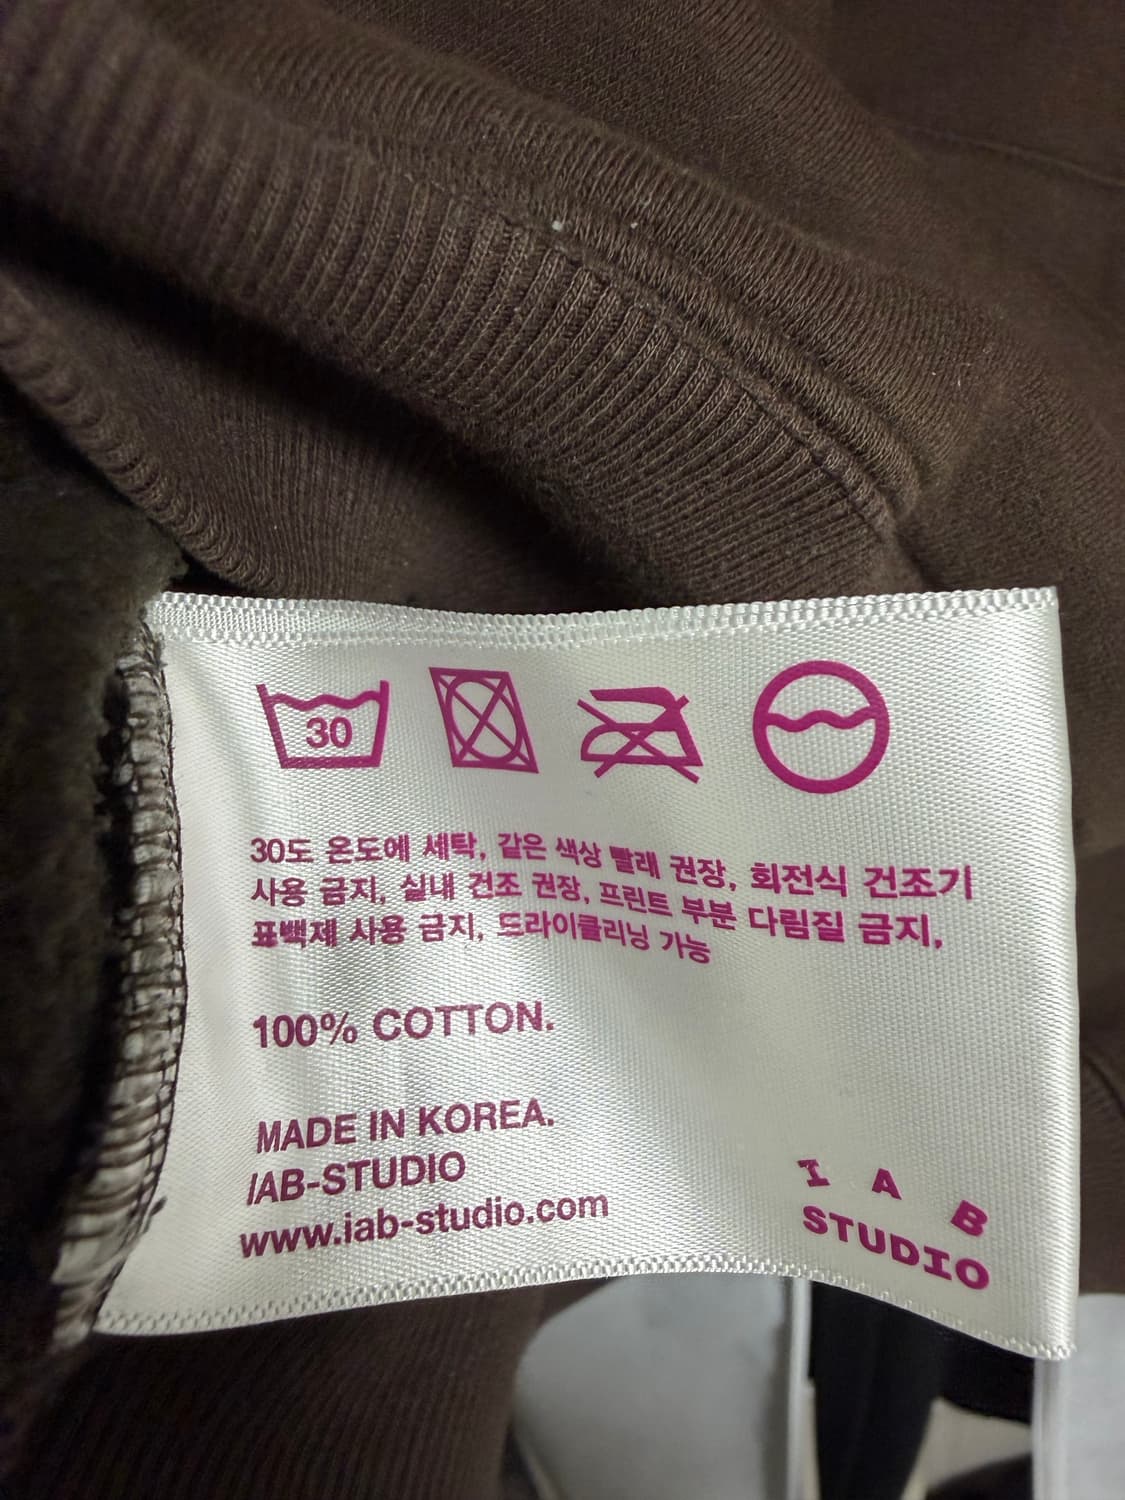 30
30도 온도에 세탁, 같은 색상 빨래 권장, 회전식 건조기
사용 금지, 실내 건조 권장, 프린트 부분 다림질 금지,
표백제 사용 금지, 드라이클리닝 가능
100% COTTON.
MADE IN KOREA.
IAB-STUDIO
www.iab-studio.com
I A B
STUDIO